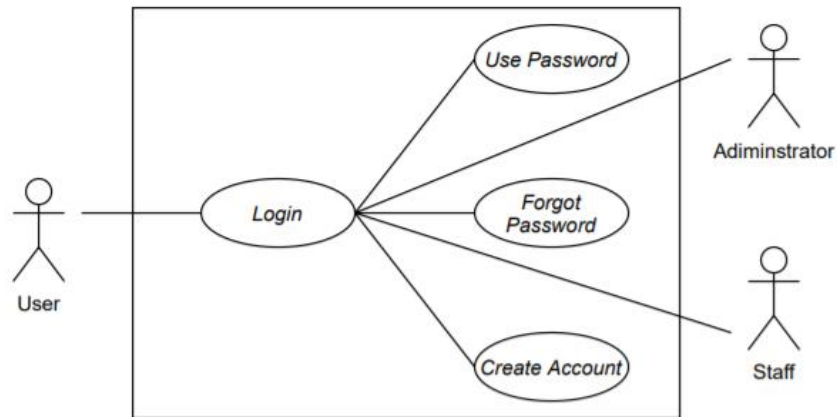 Use Password
Adiminstrator
Login
Forgot
Password
User
Create Account
Staff